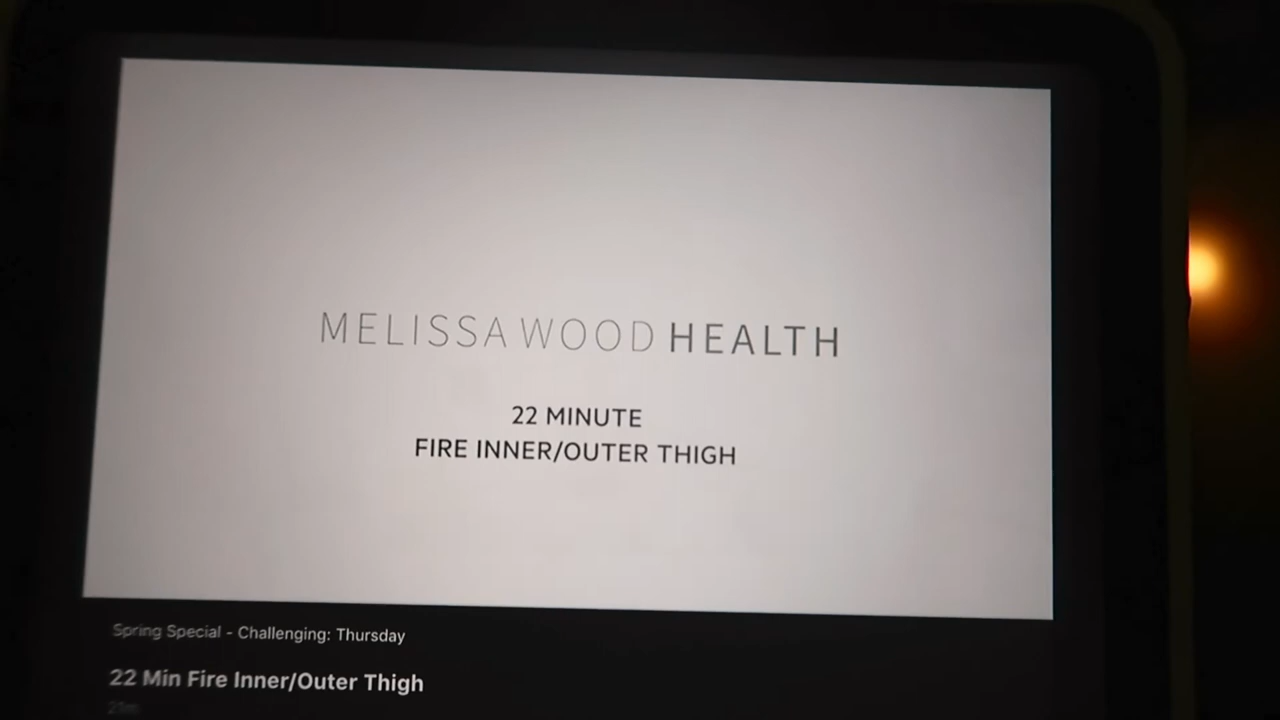 MELISSA WOOD HEALTH
22 MINUTE
FIRE INNER/OUTER THIGH
Spring Special - Challenging: Thursday
22 Min Fire Inner/Outer Thigh